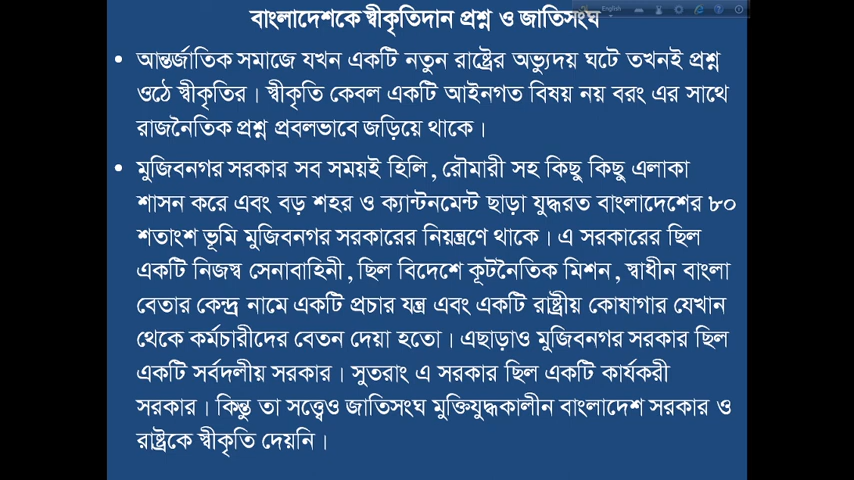 বাংলাদেশকে স্বীকৃতিদান প্রশ্ন ও জাতিসংঘ
English
• আন্তর্জাতিক সমাজে যখন একটি নতুন রাষ্ট্রের অভ্যুদয় ঘটে তখনই প্রশ্ন
ওঠে স্বীকৃতির। স্বীকৃতি কেবল একটি আইনগত বিষয় নয় বরং এর সাথে
রাজনৈতিক প্রশ্ন প্রবলভাবে জড়িয়ে থাকে।
• মুজিবনগর সরকার সব সময়ই হিলি, রৌমারী সহ কিছু কিছু এলাকা
শাসন করে এবং বড় শহর ও ক্যান্টনমেন্ট ছাড়া যুদ্ধরত বাংলাদেশের ৮০
শতাংশ ভূমি মুজিবনগর সরকারের নিয়ন্ত্রণে থাকে। এ সরকারের ছিল
একটি নিজস্ব সেনাবাহিনী, ছিল বিদেশে কূটনৈতিক মিশন, স্বাধীন বাংলা
বেতার কেন্দ্র নামে একটি প্রচার যন্ত্র এবং একটি রাষ্ট্রীয় কোষাগার যেখান
থেকে কর্মচারীদের বেতন দেয়া হতো। এছাড়াও মুজিবনগর সরকার ছিল
একটি সর্বদলীয় সরকার। সুতরাং এ সরকার ছিল একটি কার্যকরী
সরকার। কিন্তু তা সত্ত্বেও জাতিসংঘ মুক্তিযুদ্ধকালীন বাংলাদেশ সরকার ও
রাষ্ট্রকে স্বীকৃতি দেয়নি।